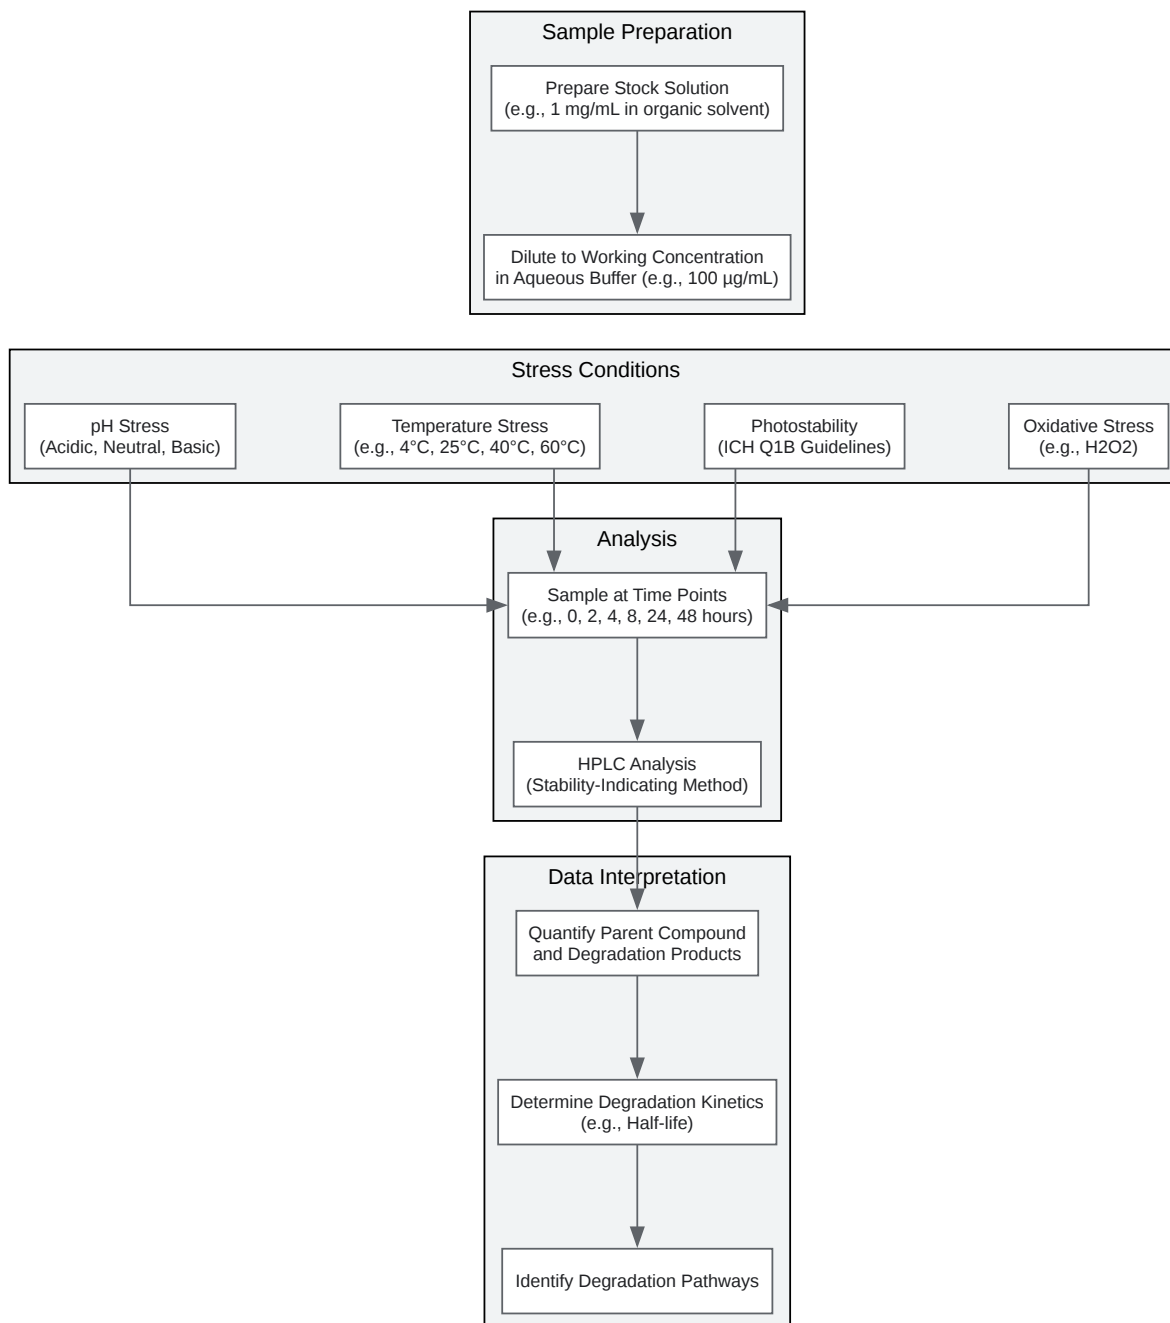 Sample Preparation
Prepare Stock Solution
(e.g., 1 mg/mL in organic solvent)
Dilute to Working Concentration
in Aqueous Buffer (e.g., 100 µg/mL)
Stress Conditions
pH Stress
(Acidic, Neutral, Basic)
Temperature Stress
(e.g., 4°C, 25°C, 40°C, 60°C)
Photostability
(ICH Q1B Guidelines)
Oxidative Stress
(e.g., H2O2)
Analysis
Sample at Time Points
(e.g., 0, 2, 4, 8, 24, 48 hours)
HPLC Analysis
(Stability-Indicating Method)
Data Interpretation
Quantify Parent Compound
and Degradation Products
Determine Degradation Kinetics
(e.g., Half-life)
Identify Degradation Pathways